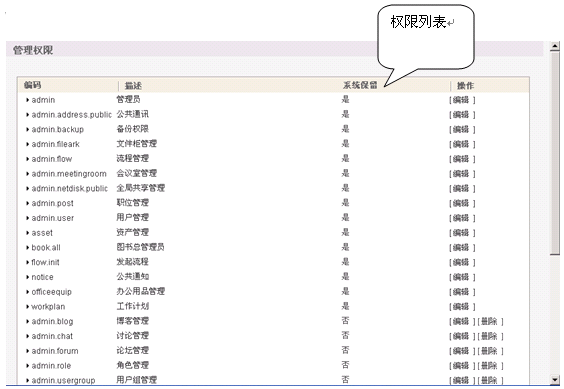 权限列表
管理权限
编码 描述 系统保留 操作
admin 管理员 是 [ 编辑 ]
admin.address.public 公共通讯 是 [ 编辑 ]
admin.backup 备份权限 是 [ 编辑 ]
admin.fileark 文件柜管理 是 [ 编辑 ]
admin.flow 流程管理 是 [ 编辑 ]
admin.meetingroom 会议室管理 是 [ 编辑 ]
admin.netdisk.public 全局共享管理 是 [ 编辑 ]
admin.post 职位管理 是 [ 编辑 ]
admin.user 用户管理 是 [ 编辑 ]
asset 资产管理 是 [ 编辑 ]
book.all 图书总管理员 是 [ 编辑 ]
flow.init 发起流程 是 [ 编辑 ]
notice 公共通知 是 [ 编辑 ]
officeequip 办公用品管理 是 [ 编辑 ]
workplan 工作计划 是 [ 编辑 ]
admin.blog 博客管理 否 [ 编辑 ] [ 删除 ]
admin.chat 讨论管理 否 [ 编辑 ] [ 删除 ]
admin.forum 论坛管理 否 [ 编辑 ] [ 删除 ]
admin.role 角色管理 否 [ 编辑 ] [ 删除 ]
admin.usergroup 用户组管理 否 [ 编辑 ] [ 删除 ]